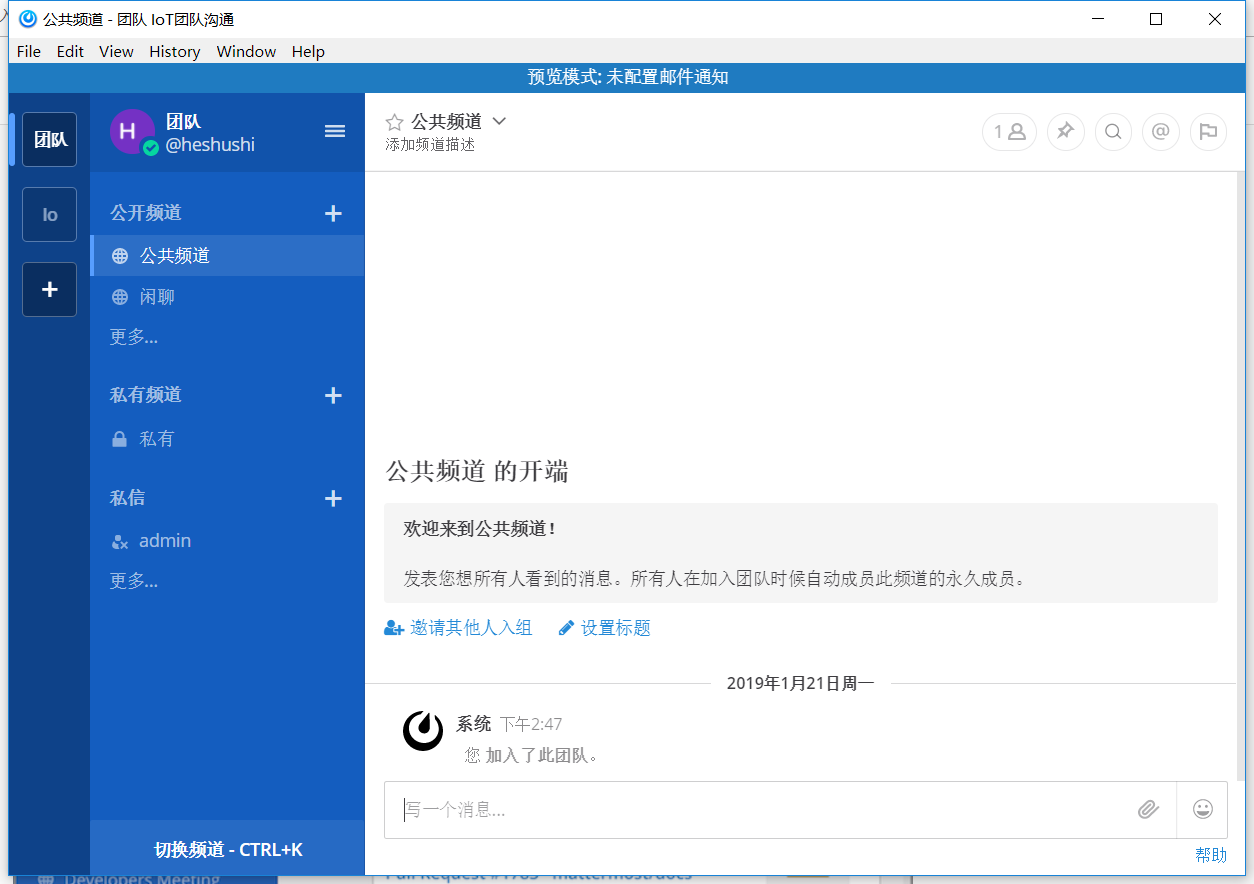 公共频道 - 团队 IoT团队沟通
File Edit View History Window Help
预览模式: 未配置邮件通知
团队
Io
+
H
团队
@heshushi
公开频道 +
公共频道
闲聊
更多...
私有频道 +
私有
私信 +
admin
更多...
切换频道 - CTRL+K
公共频道
添加频道描述
1
@
公共频道 的开端
欢迎来到公共频道！
发表您想所有人看到的消息。所有人在加入团队时候自动成员此频道的永久成员。
邀请其他人入组 设置标题
2019年1月21日周一
系统 下午2:47
您 加入了此团队。
写一个消息...
帮助
Developers Meeting
Pull Request #1783 - mattermost/docs